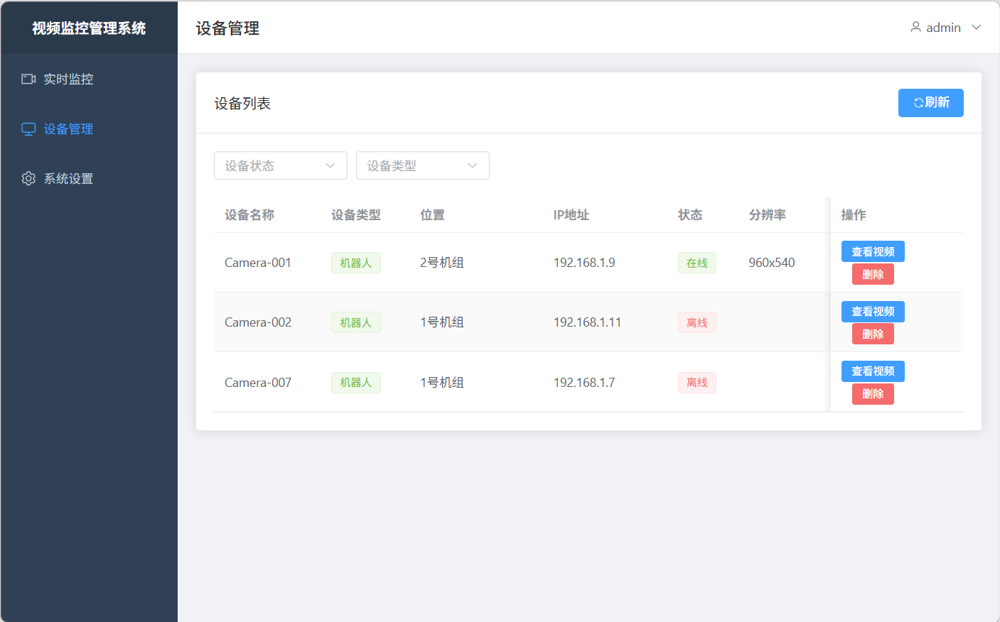 视频监控管理系统
设备管理
admin
实时监控
设备管理
系统设置
设备列表
刷新
设备状态
设备类型
设备名称 设备类型 位置 IP地址 状态 分辨率 操作
Camera-001 机器人 2号机组 192.168.1.9 在线 960x540 查看视频
删除
Camera-002 机器人 1号机组 192.168.1.11 离线 查看视频
删除
Camera-007 机器人 1号机组 192.168.1.7 离线 查看视频
删除